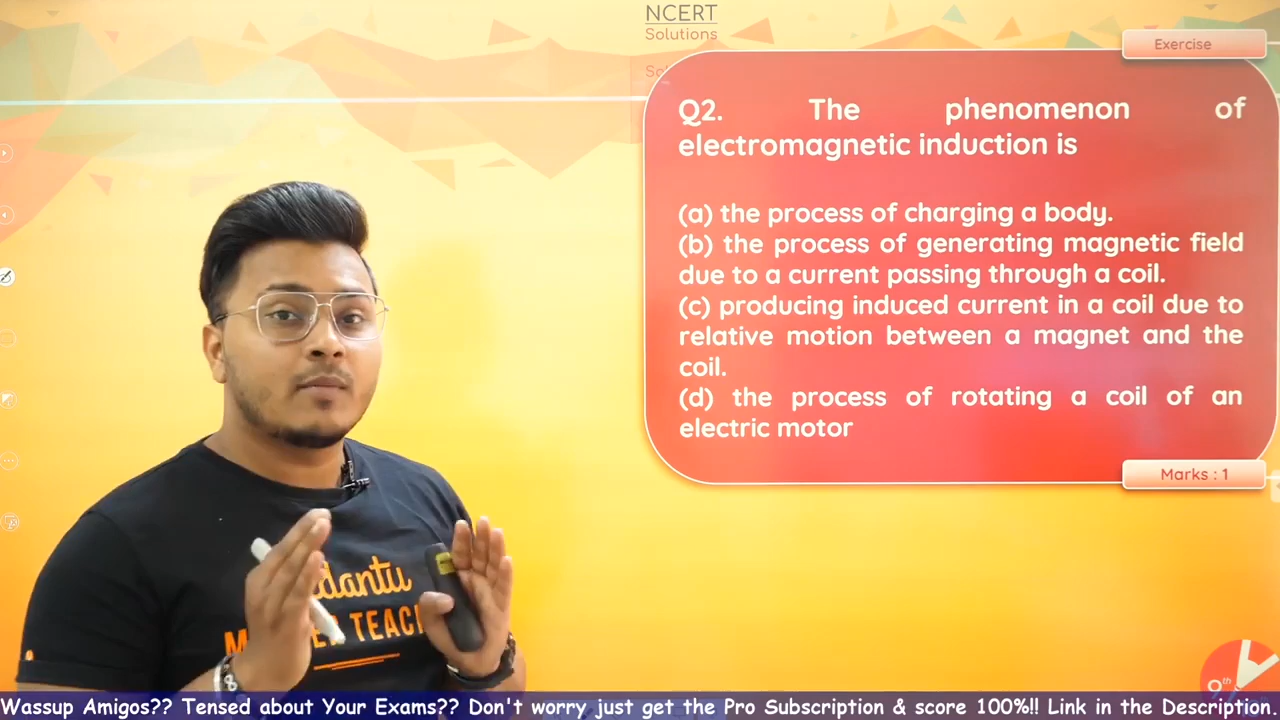 NCERT
Solutions
Exercise
Q2. The phenomenon of
electromagnetic induction is
(a) the process of charging a body.
(b) the process of generating magnetic field
due to a current passing through a coil.
(c) producing induced current in a coil due to
relative motion between a magnet and the
coil.
(d) the process of rotating a coil of an
electric motor
Marks : 1
9th
Wassup Amigos?? Tensed about Your Exams?? Don't worry just get the Pro Subscription & score 100%!! Link in the Description.